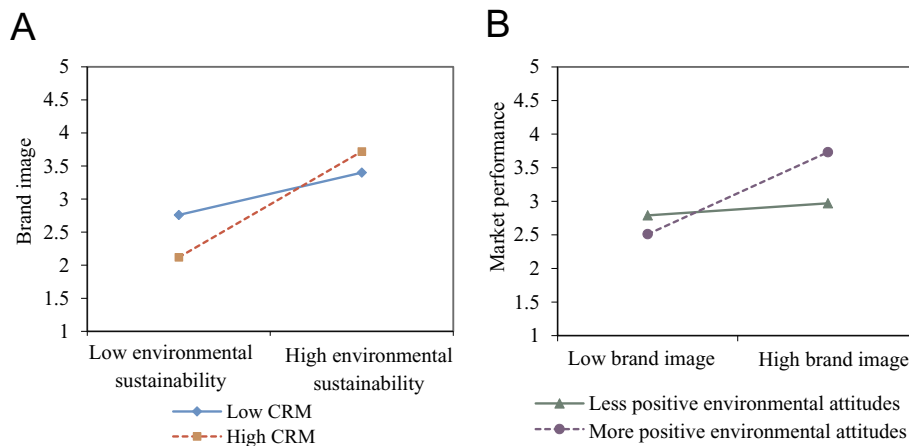 A
Brand image
5
4.5
4
3.5
3
2.5
2
1.5
1
Low environmental
sustainability
High environmental
sustainability
Low CRM
High CRM
B
Market performance
5
4.5
4
3.5
3
2.5
2
1.5
1
Low brand image
High brand image
Less positive environmental attitudes
More positive environmental attitudes